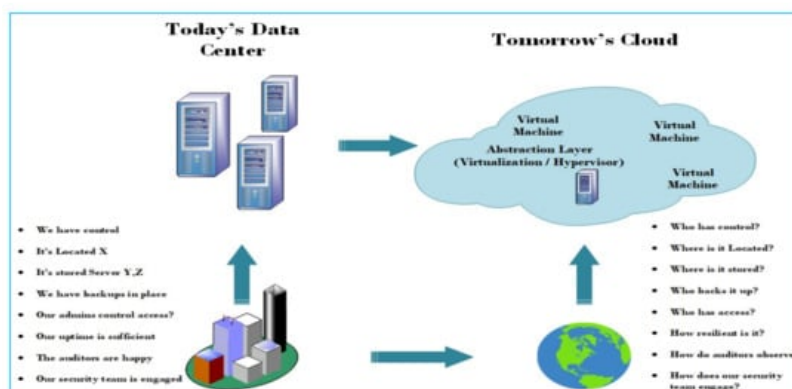 Today's Data
Center
Tomorrow's Cloud
Virtual
Machine
Abstraction Layer
(Virtualization / Hypervisor)
Virtual
Machine
Virtual
Machine
• We have control
• It's Located X
• It's stored Server Y,Z
• We have backups in place
• Our admins control access?
• Our uptime is sufficient
• The auditors are happy
• Our security team is engaged
• Who has control?
• Where is it Located?
• Where is it stored?
• Who backs it up?
• Who has access?
• How resilient is it?
• How do auditors observe
• How does our security
team engage?